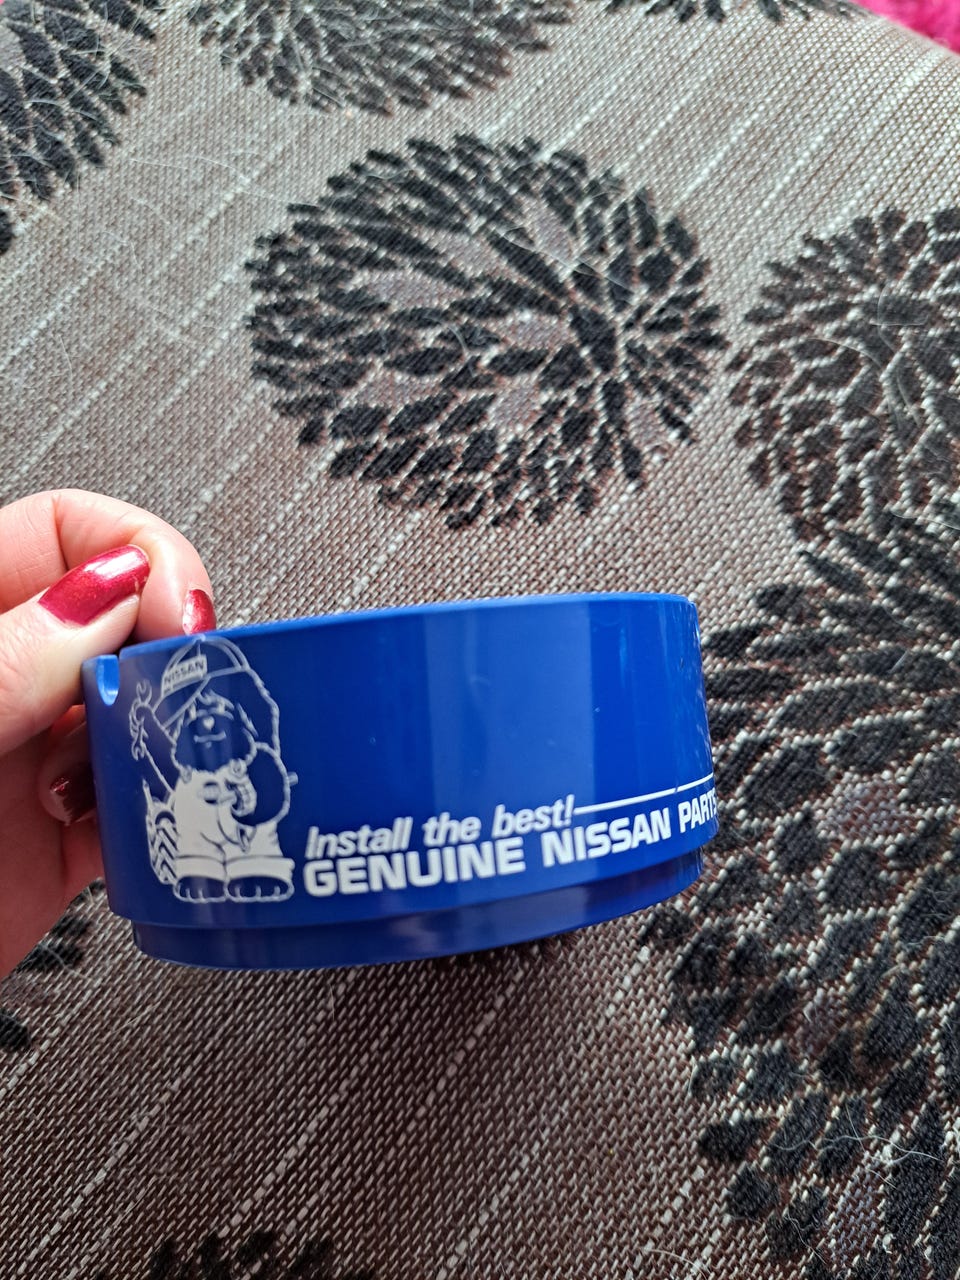 NISSAN
Install the best!
GENUINE NISSAN PARTS